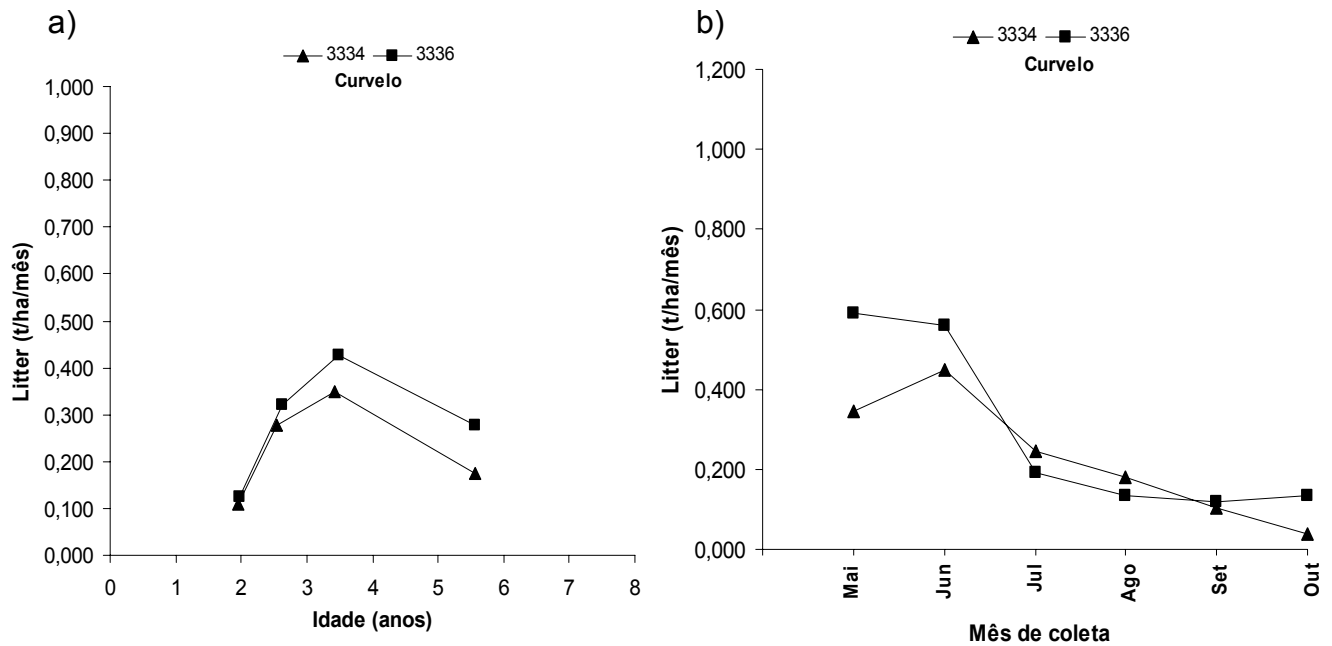 a)
3334 3336
Curvelo
1,000
0,900
0,800
0,700
0,600
0,500
0,400
0,300
0,200
0,100
0,000
Litter (t/ha/mês)
0 1 2 3 4 5 6 7 8
Idade (anos)
b)
3334 3336
Curvelo
1,200
1,000
0,800
0,600
0,400
0,200
0,000
Litter (t/ha/mês)
Mai Jun Jul Ago Set Out
Mês de coleta